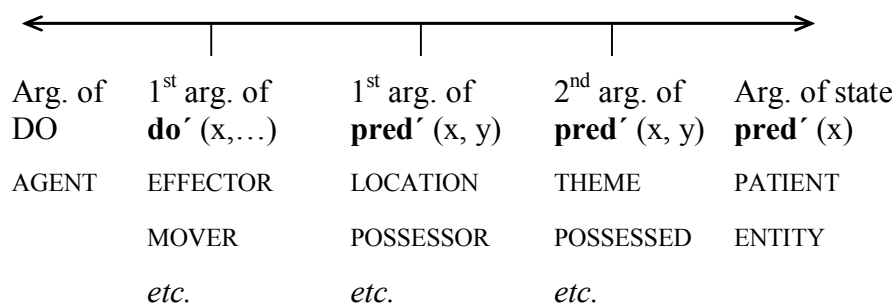 Arg. of 1st arg. of 1st arg. of 2nd arg. of Arg. of state
DO do´ (x,…) pred´ (x, y) pred´ (x, y) pred´ (x)
AGENT EFFECTOR LOCATION THEME PATIENT
MOVER POSSESSOR POSSESSED ENTITY
etc. etc. etc.